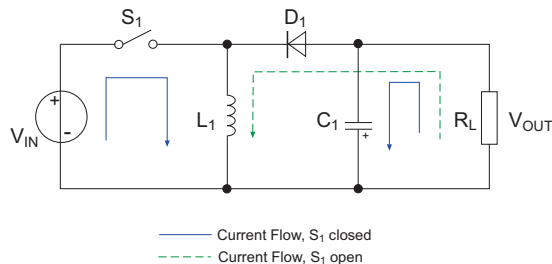 S1
D1
+
-
VIN
L1
C1
+
RL
VOUT
Current Flow, S1 closed
Current Flow, S1 open